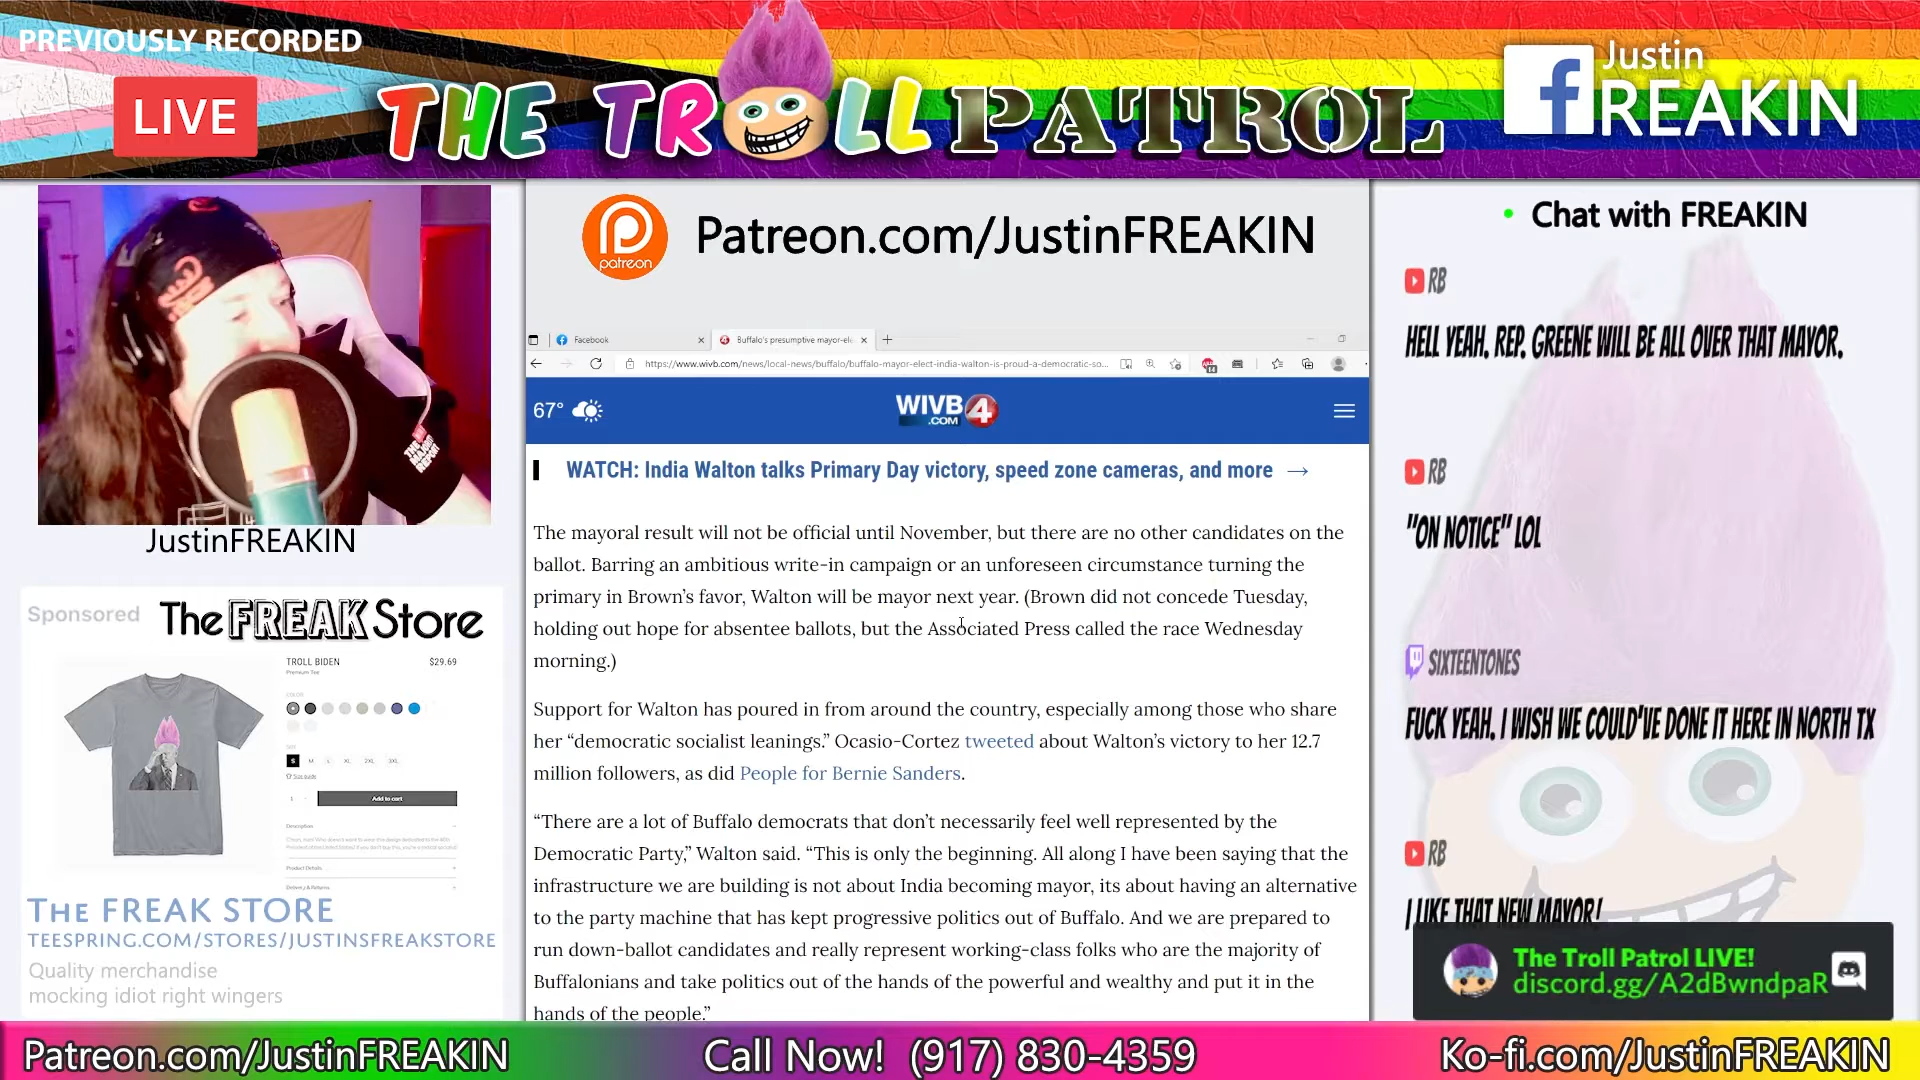 PREVIOUSLY RECORDED
LIVE
THE TROLL PATROL
Justin
FREAKIN
JustinFREAKIN
Sponsored
The FREAK Store
TROLL BIDEN
$29.69
Premium Tee
COLOR
SIZE
S M L XL 2XL 3XL
Size guide
1
Add to cart
Description
Product Details
Delivery & Returns
THE FREAK STORE
TEESPRING.COM/STORES/JUSTINSFREAKSTORE
Quality merchandise
mocking idiot right wingers
patreon
Patreon.com/JustinFREAKIN
Facebook
Buffalo's presumptive mayor-ele
https://www.wivb.com/news/local-news/buffalo/buffalo-mayor-elect-india-walton-is-proud-a-democratic-so...
14
67°
WIVB 4
.COM
WATCH: India Walton talks Primary Day victory, speed zone cameras, and more →
The mayoral result will not be official until November, but there are no other candidates on the
ballot. Barring an ambitious write-in campaign or an unforeseen circumstance turning the
primary in Brown's favor, Walton will be mayor next year. (Brown did not concede Tuesday,
holding out hope for absentee ballots, but the Associated Press called the race Wednesday
morning.)
Support for Walton has poured in from around the country, especially among those who share
her “democratic socialist leanings.” Ocasio-Cortez tweeted about Walton's victory to her 12.7
million followers, as did People for Bernie Sanders.
“There are a lot of Buffalo democrats that don't necessarily feel well represented by the
Democratic Party,” Walton said. “This is only the beginning. All along I have been saying that the
infrastructure we are building is not about India becoming mayor, its about having an alternative
to the party machine that has kept progressive politics out of Buffalo. And we are prepared to
run down-ballot candidates and really represent working-class folks who are the majority of
Buffalonians and take politics out of the hands of the powerful and wealthy and put it in the
hands of the people.”
Chat with FREAKIN
RB
HELL YEAH. REP. GREENE WILL BE ALL OVER THAT MAYOR.
RB
"ON NOTICE" LOL
SIXTEENTONES
FUCK YEAH. I WISH WE COULD'VE DONE IT HERE IN NORTH TX
RB
I LIKE THAT NEW MAYOR!
The Troll Patrol LIVE!
discord.gg/A2dBwndpaR
Patreon.com/JustinFREAKIN
Call Now! (917) 830-4359
Ko-fi.com/JustinFREAKIN